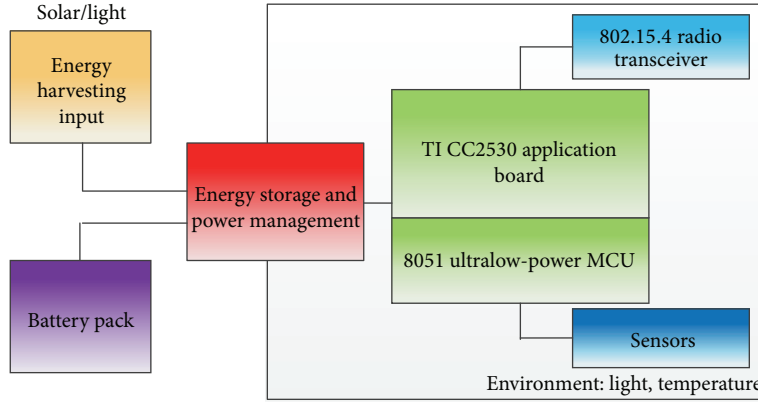 Solar/light
Energy
harvesting
input
802.15.4 radio
transceiver
TI CC2530 application
board
Energy storage and
power management
8051 ultralow-power MCU
Battery pack
Sensors
Environment: light, temperature